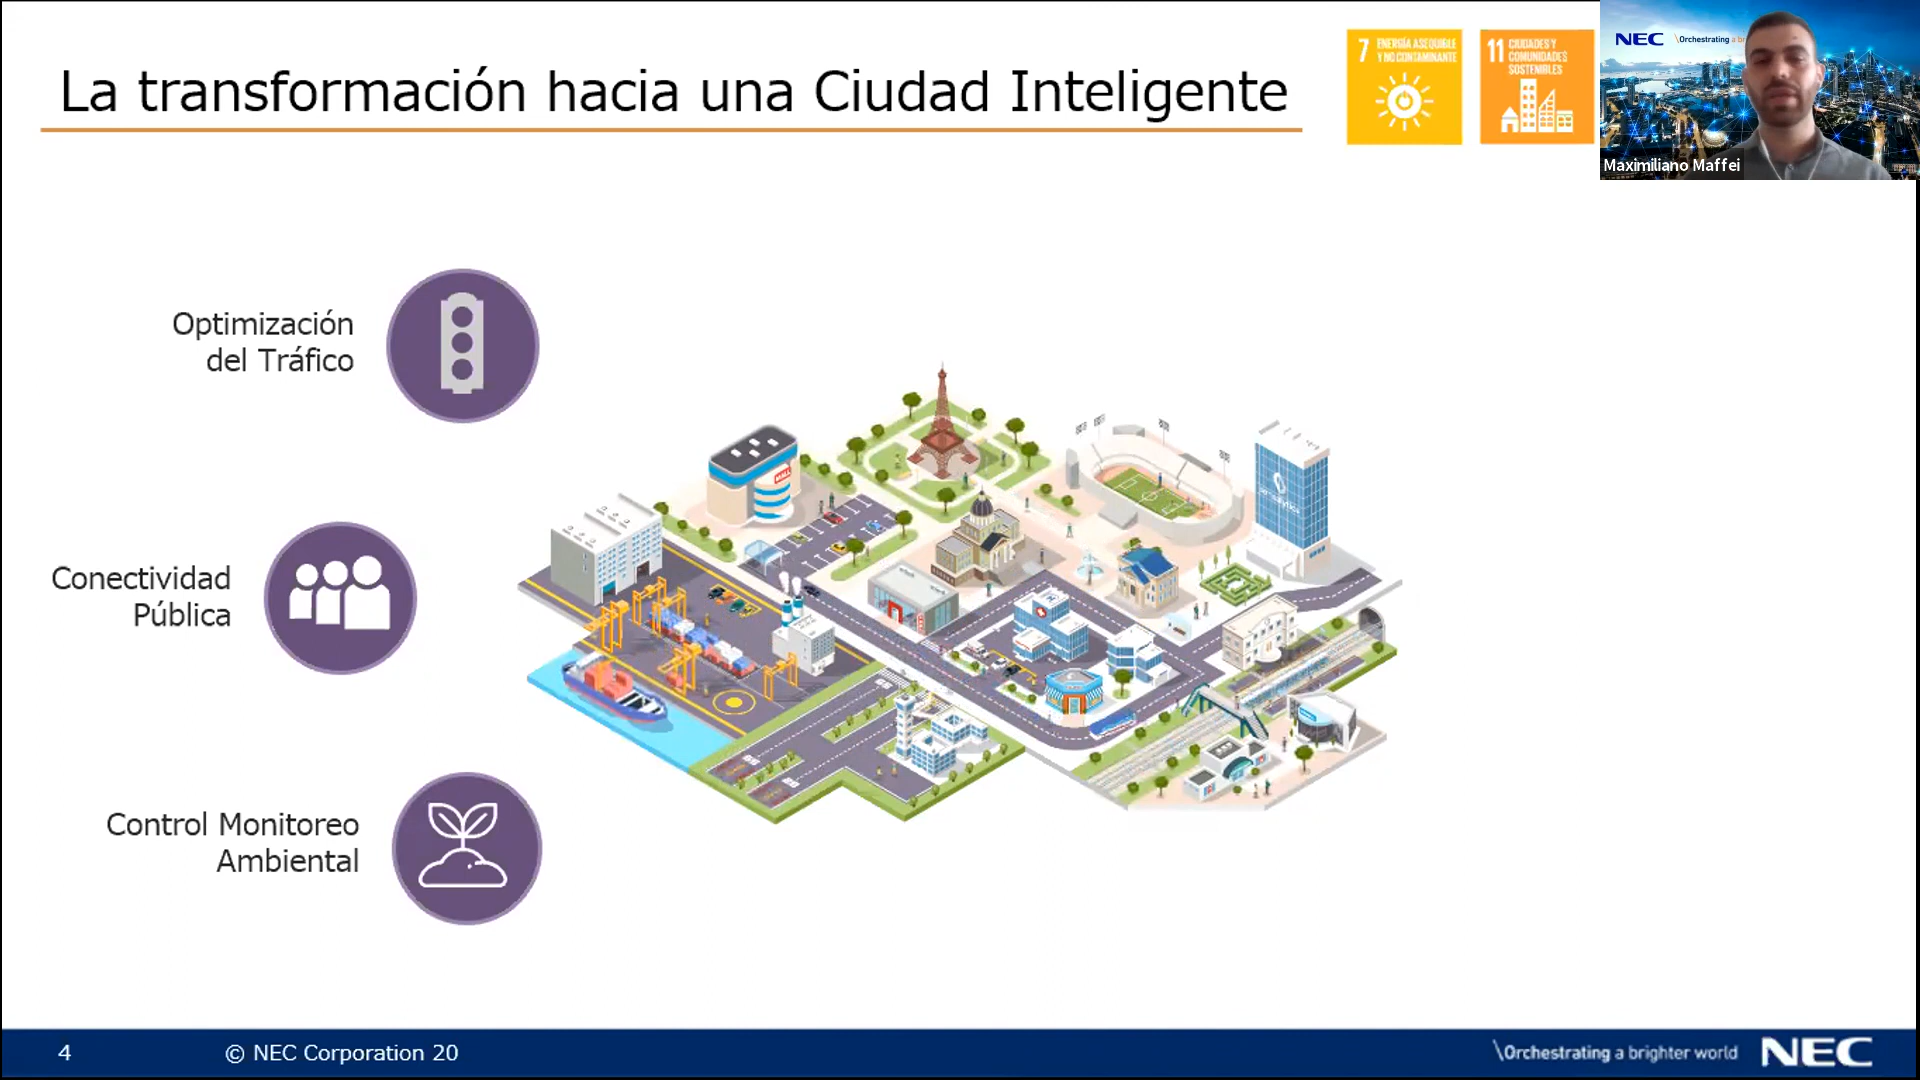 La transformación hacia una Ciudad Inteligente
7 ENERGÍA ASEQUIBLE
Y NO CONTAMINANTE
11 CIUDADES Y
COMUNIDADES
SOSTENIBLES
NEC \Orchestrating a br
Maximiliano Maffei
Optimización
del Tráfico
Conectividad
Pública
Control Monitoreo
Ambiental
4
© NEC Corporation 20
\Orchestrating a brighter world
NEC